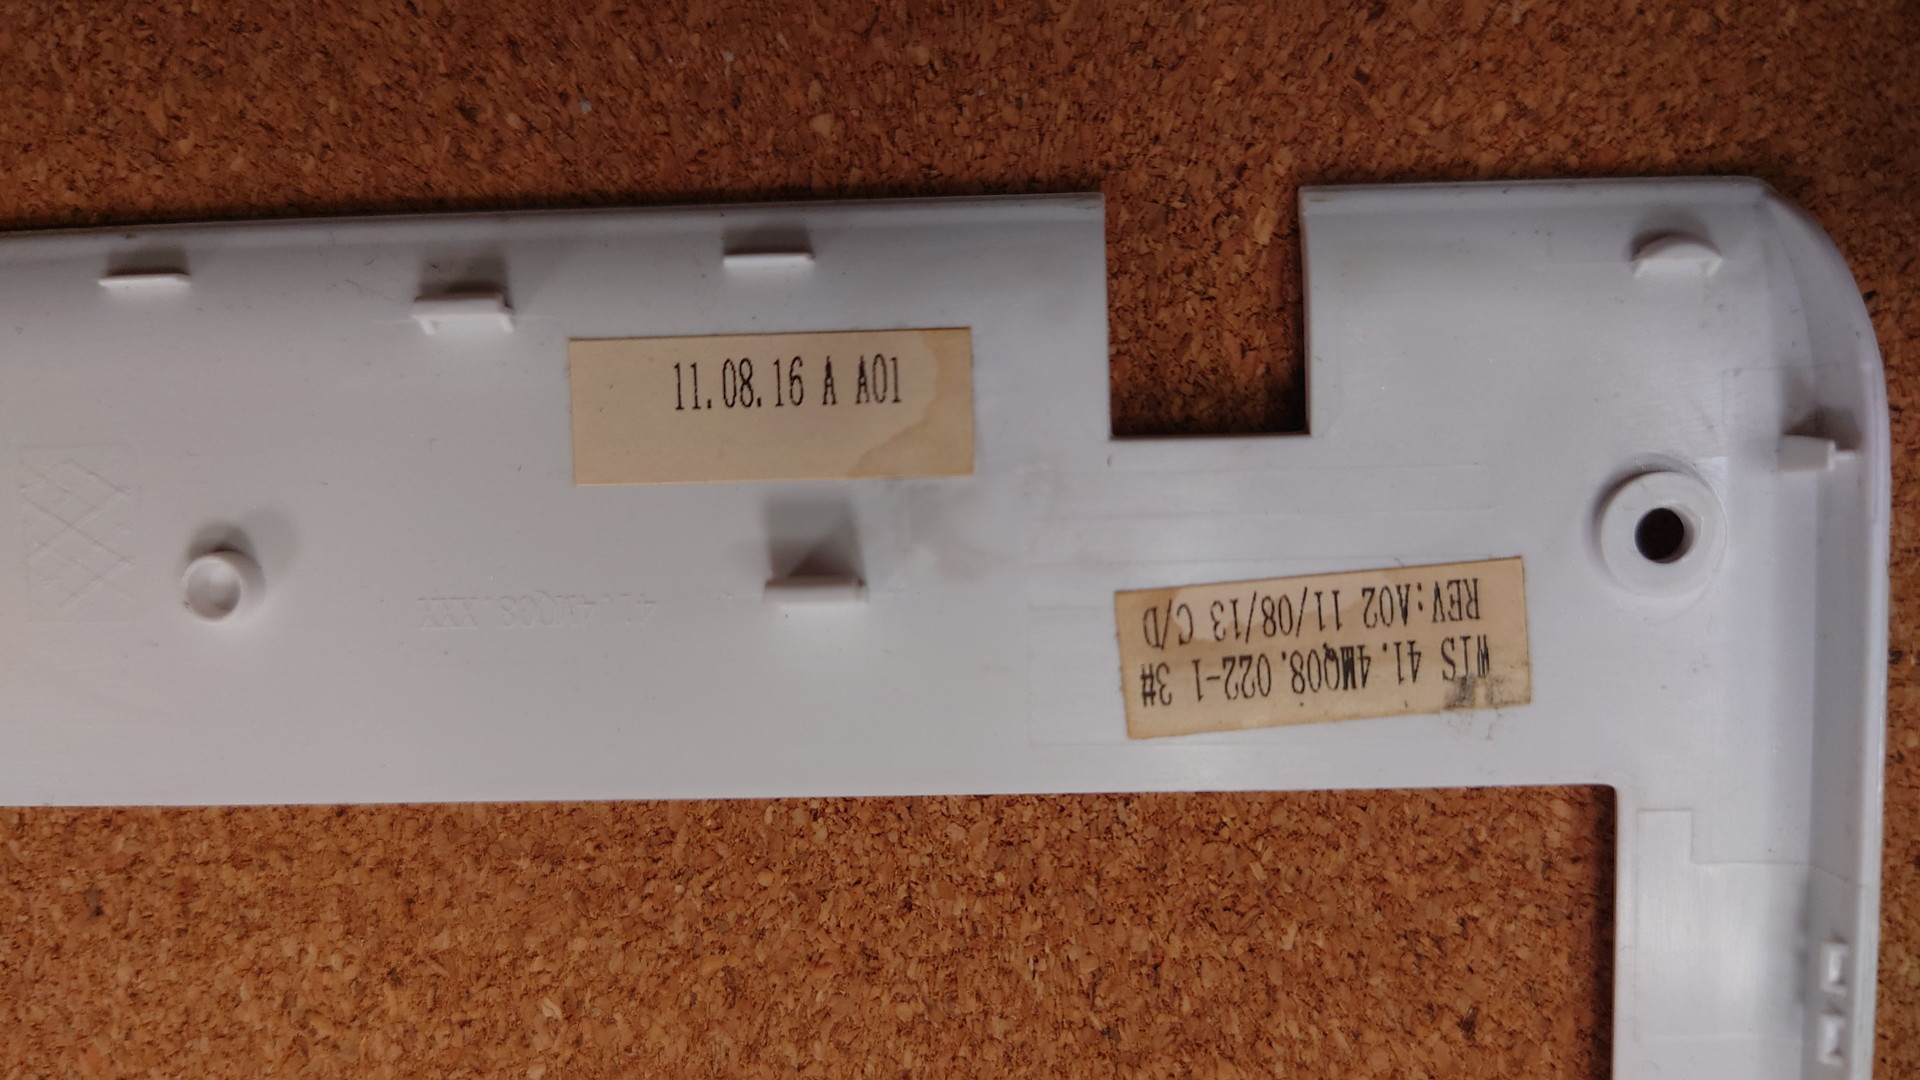 11.08.16 A A01
41.4MQ08.XXX
WIS 41.4MQ08.022-1 3#
REV:A02 11/08/13 C/D